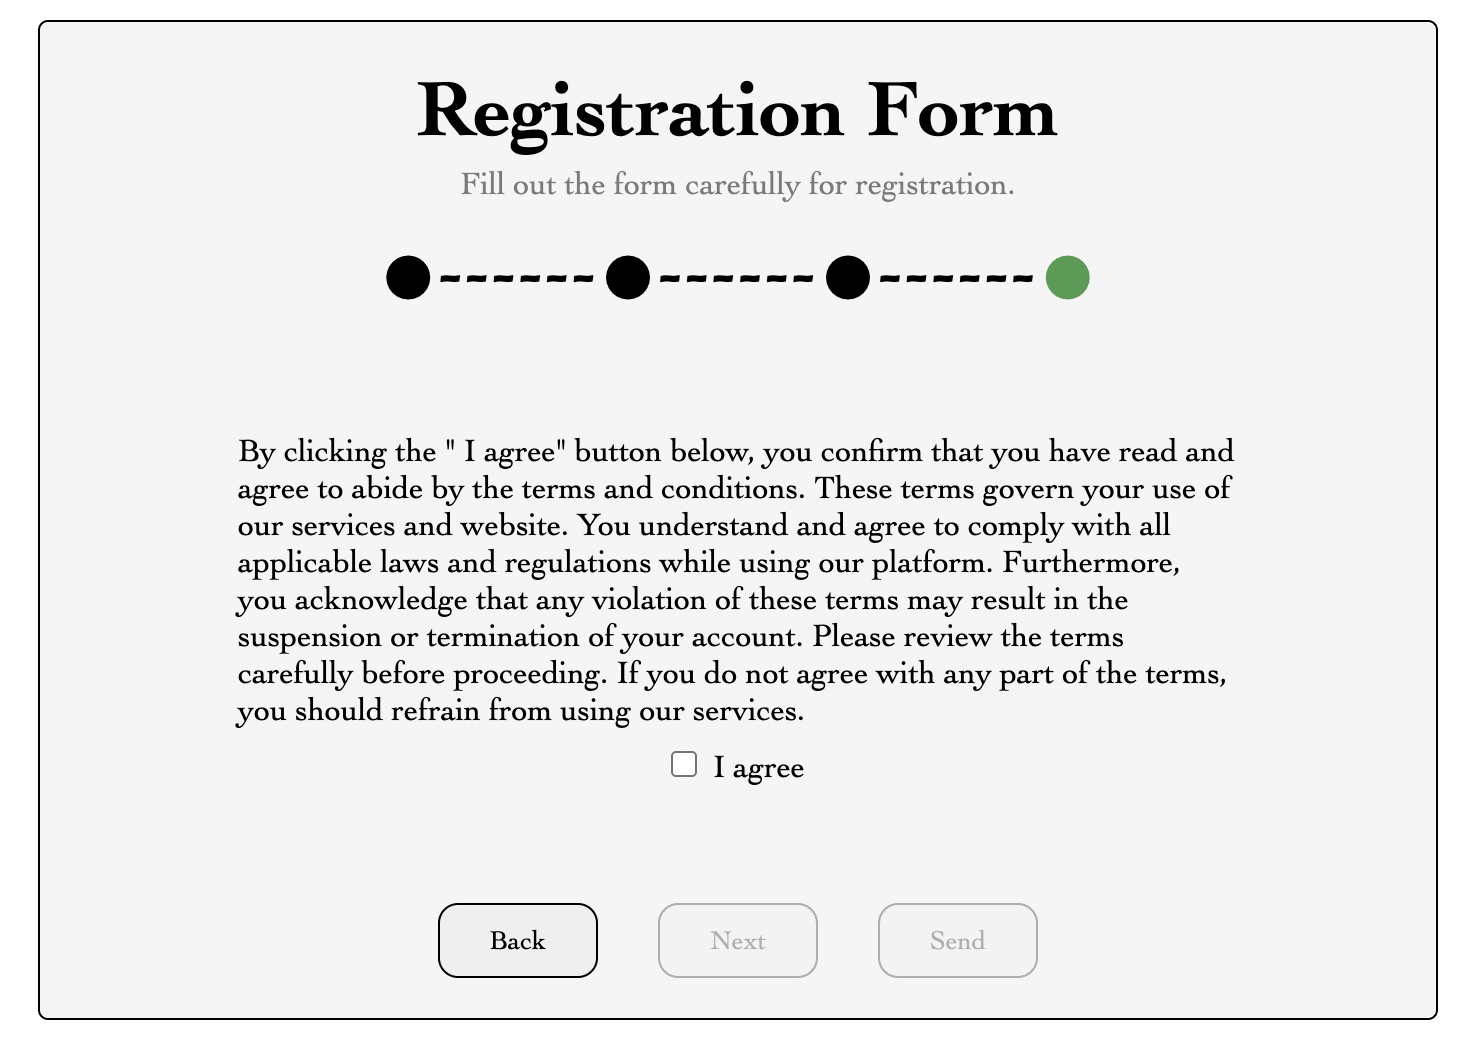 Registration Form
Fill out the form carefully for registration.
~~~~~~ ~~~~~~ ~~~~~~
By clicking the " I agree" button below, you confirm that you have read and
agree to abide by the terms and conditions. These terms govern your use of
our services and website. You understand and agree to comply with all
applicable laws and regulations while using our platform. Furthermore,
you acknowledge that any violation of these terms may result in the
suspension or termination of your account. Please review the terms
carefully before proceeding. If you do not agree with any part of the terms,
you should refrain from using our services.
I agree
Back Next Send